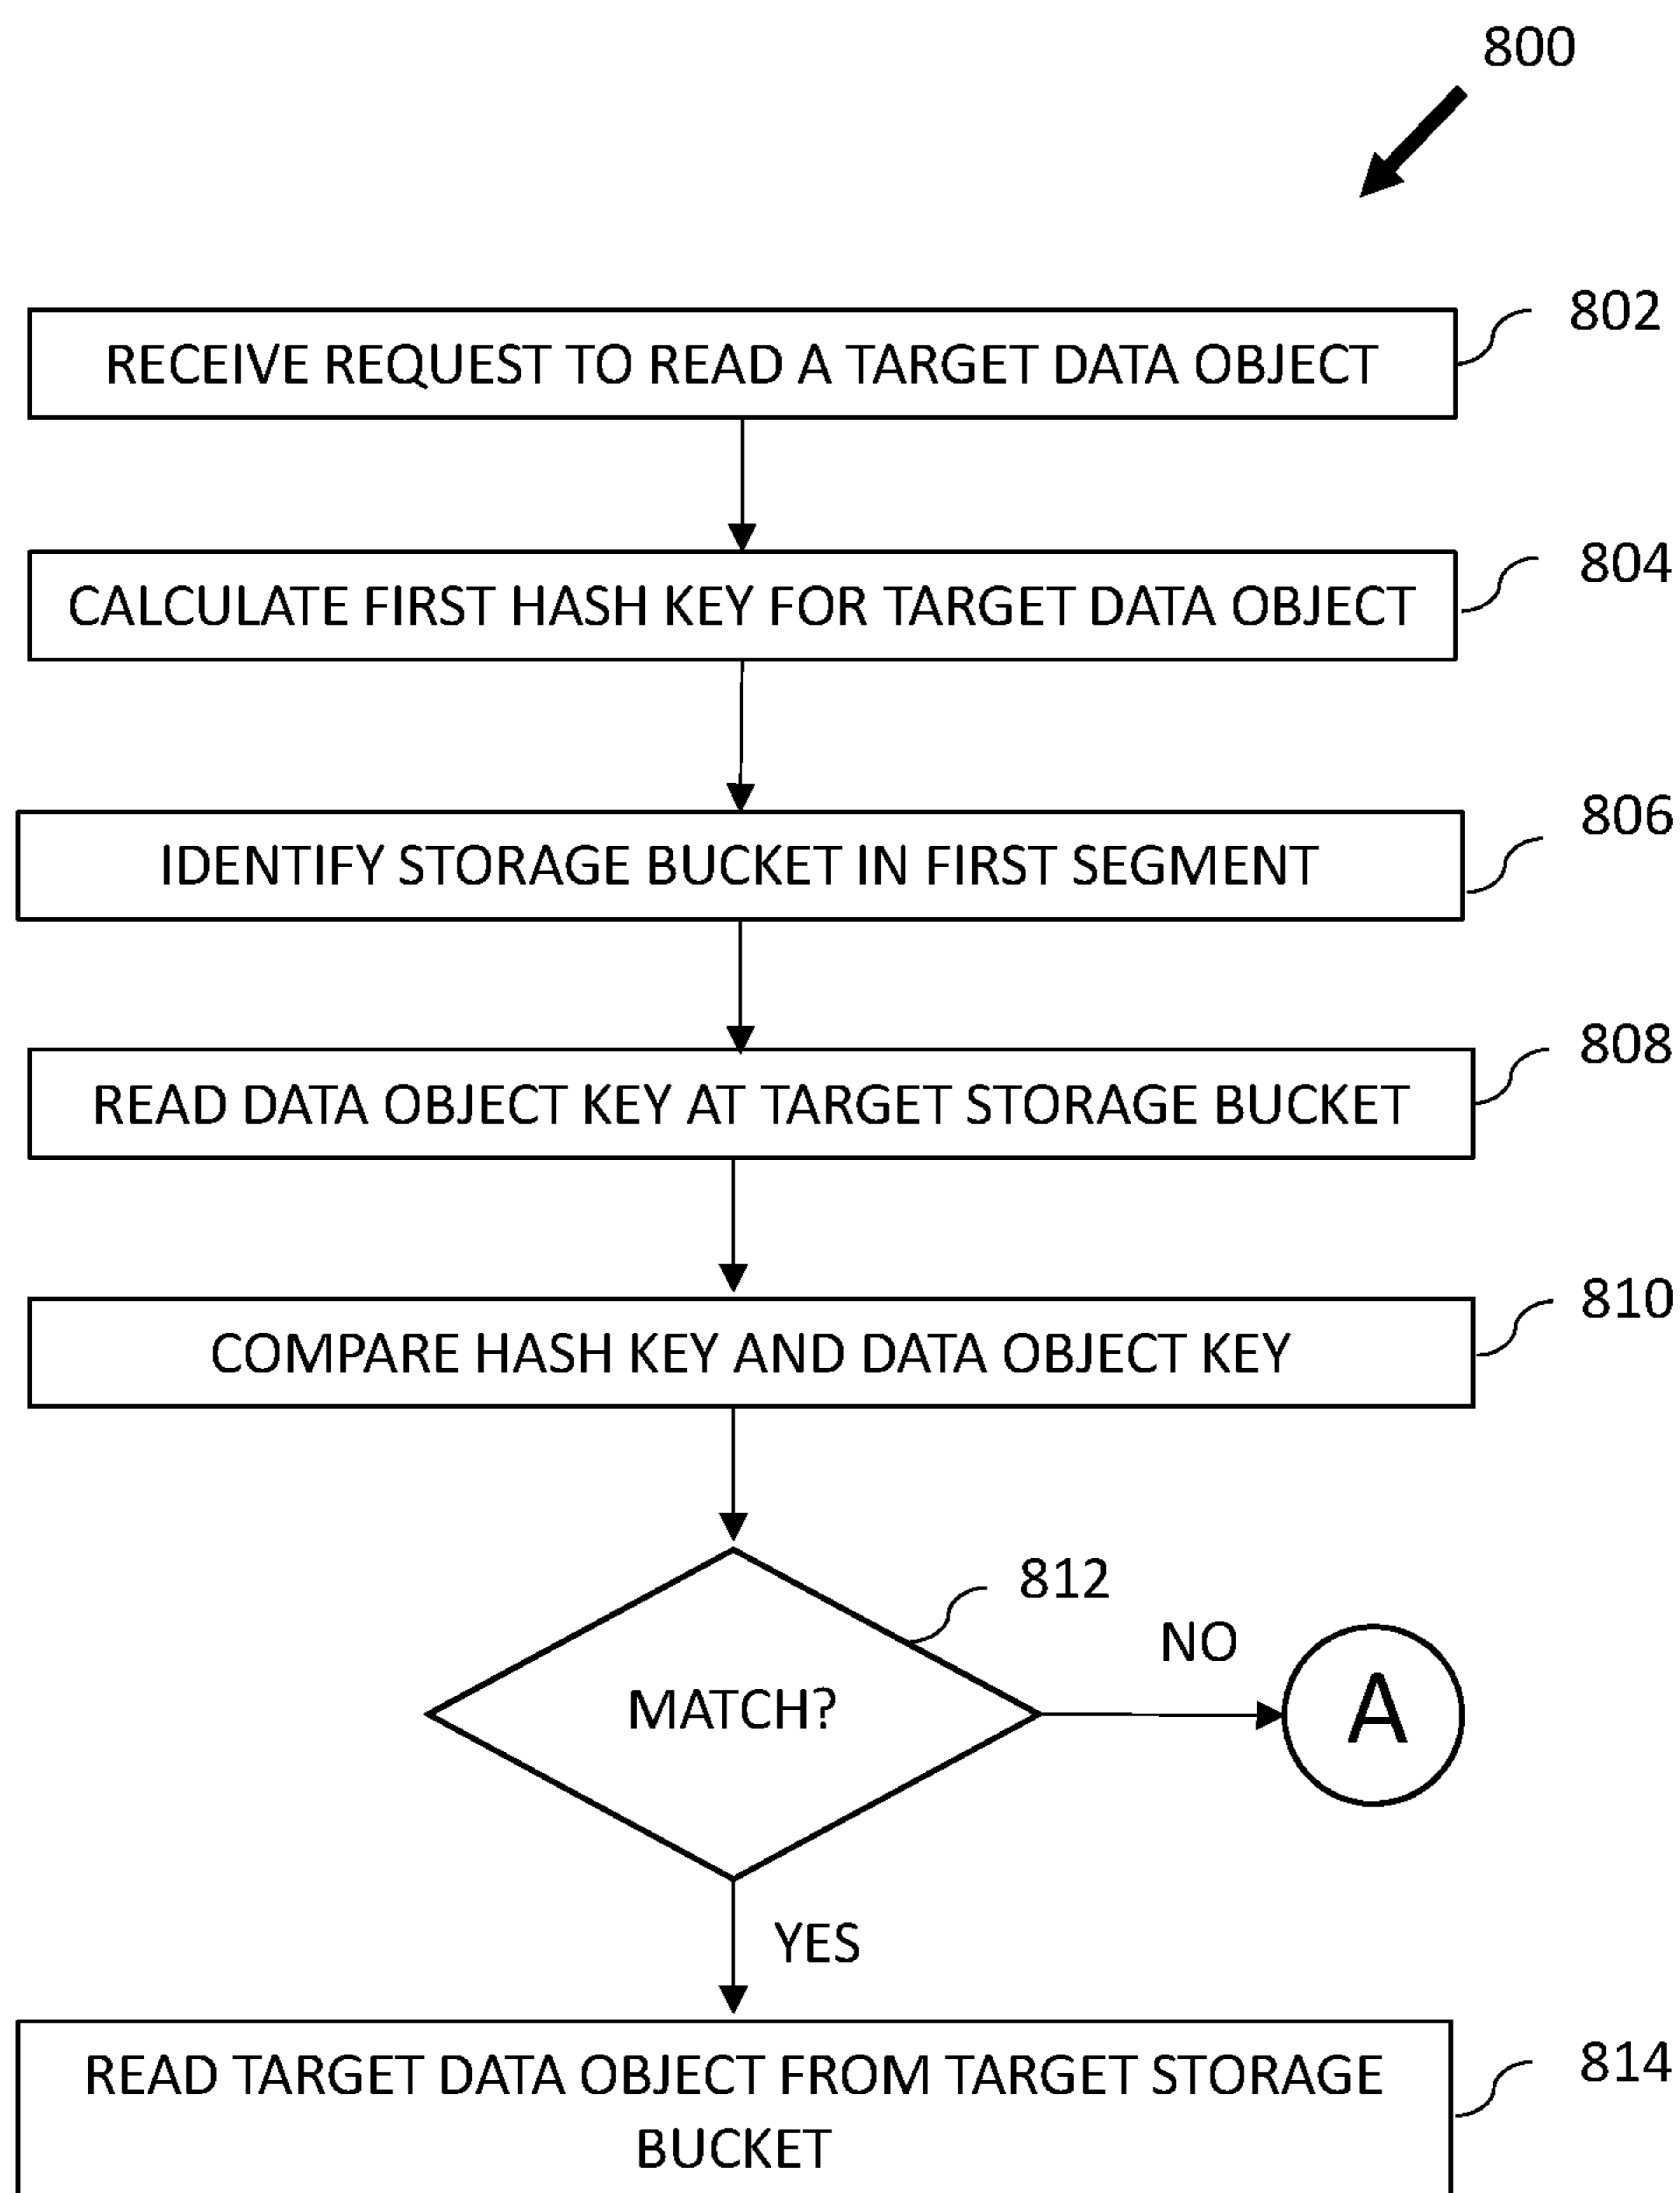 800
802
RECEIVE REQUEST TO READ A TARGET DATA OBJECT
804
CALCULATE FIRST HASH KEY FOR TARGET DATA OBJECT
806
IDENTIFY STORAGE BUCKET IN FIRST SEGMENT
808
READ DATA OBJECT KEY AT TARGET STORAGE BUCKET
810
COMPARE HASH KEY AND DATA OBJECT KEY
812
NO
MATCH?
A
YES
READ TARGET DATA OBJECT FROM TARGET STORAGE
814
BUCKET